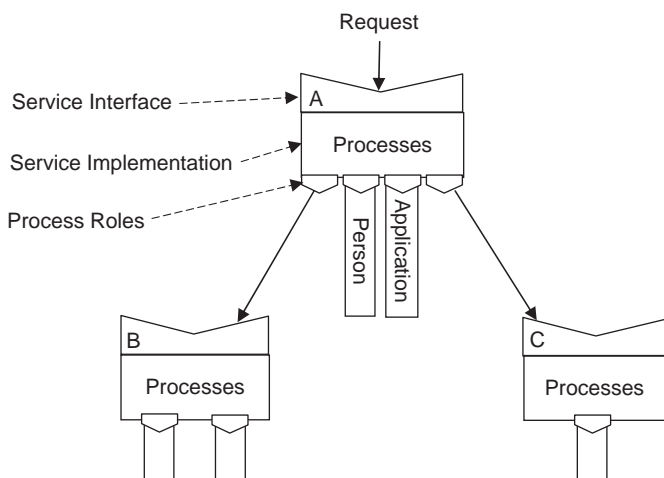 Request
Service Interface
A
Service Implementation
Processes
Process Roles
Person
Application
B
C
Processes
Processes